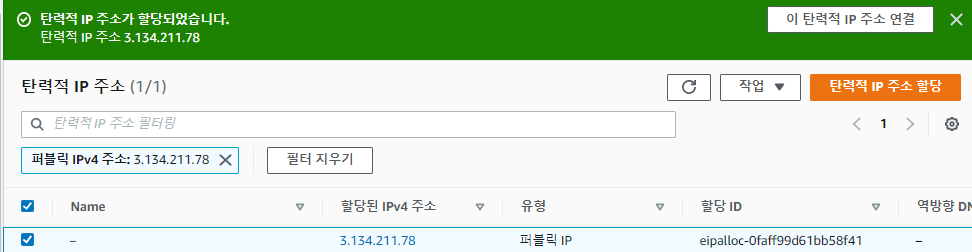 탄력적 IP 주소가 할당되었습니다.
탄력적 IP 주소 3.134.211.78
이 탄력적 IP 주소 연결
탄력적 IP 주소 (1/1)
작업
탄력적 IP 주소 할당
탄력적 IP 주소 필터링
1
퍼블릭 IPv4 주소: 3.134.211.78
필터 지우기
Name 할당된 IPv4 주소 유형 할당 ID 역방향 DN
– 3.134.211.78 퍼블릭 IP eipalloc-0faff99d61bb58f41 –